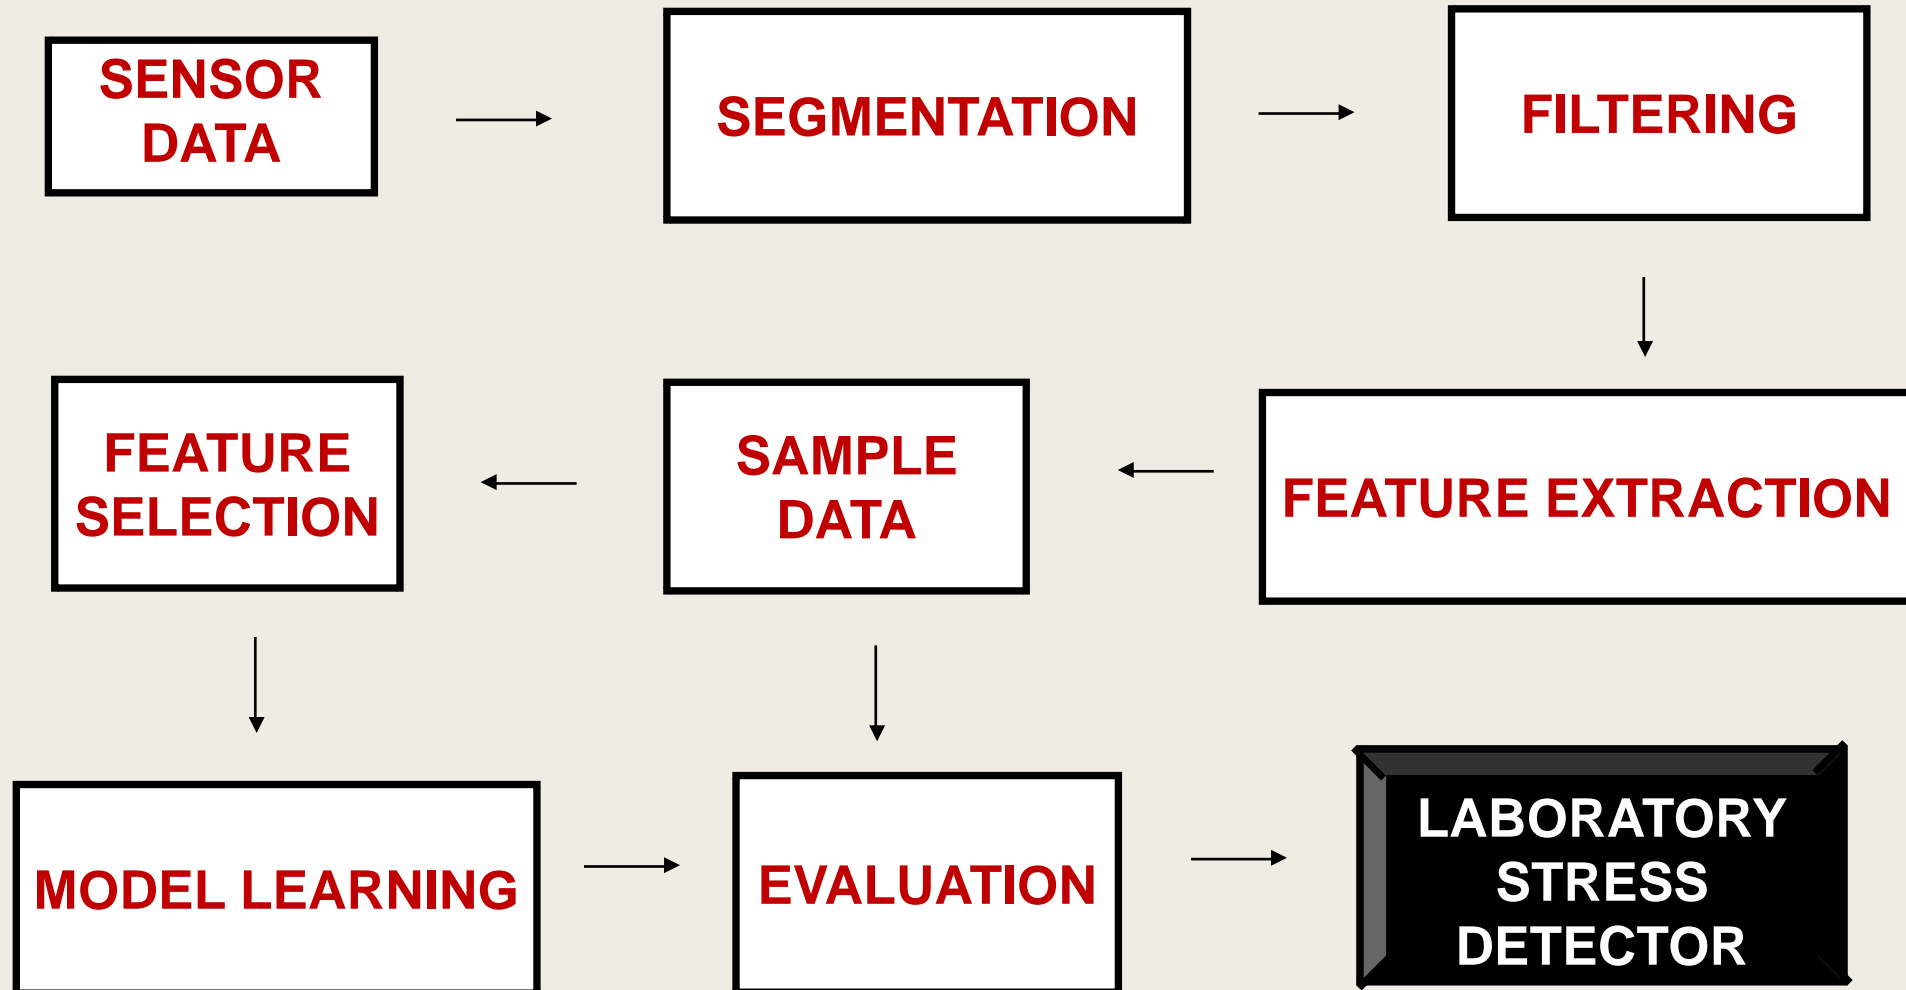 SENSOR
DATA
SEGMENTATION
FILTERING
FEATURE
SELECTION
SAMPLE
DATA
FEATURE EXTRACTION
MODEL LEARNING
EVALUATION
LABORATORY
STRESS
DETECTOR